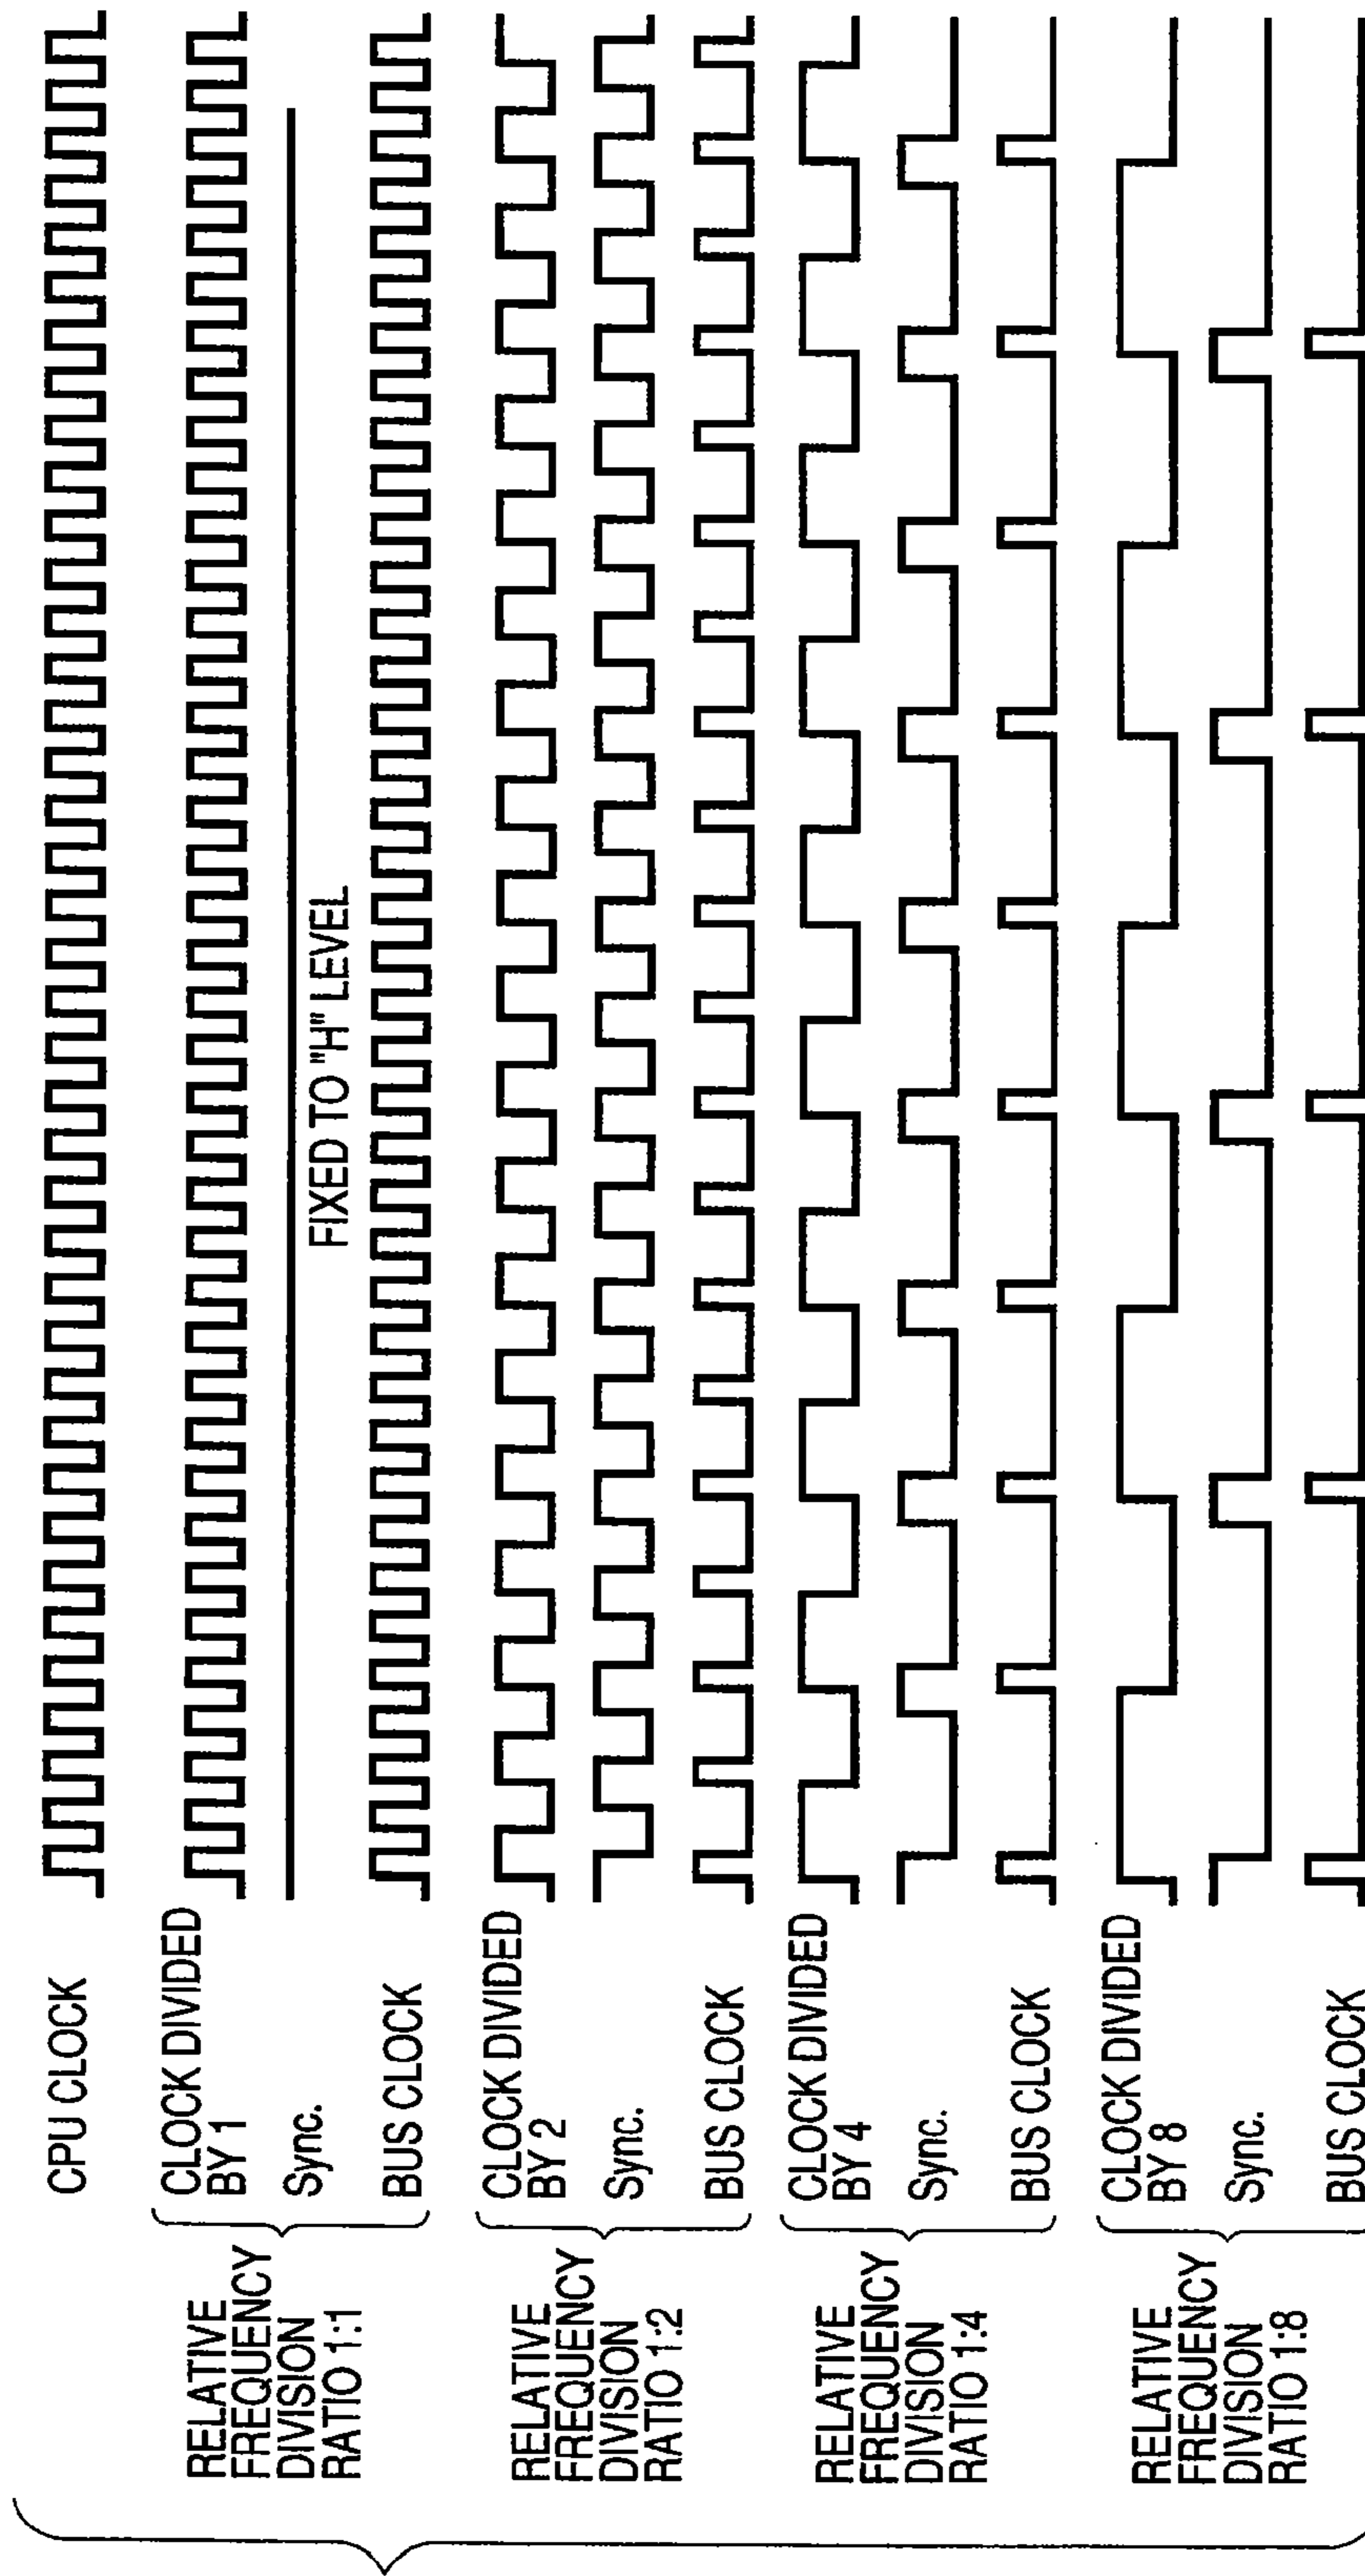 CPU CLOCK
RELATIVE
FREQUENCY
DIVISION
RATIO 1:1
CLOCK DIVIDED
BY 1
Sync.
FIXED TO "H" LEVEL
BUS CLOCK
RELATIVE
FREQUENCY
DIVISION
RATIO 1:2
CLOCK DIVIDED
BY 2
Sync.
BUS CLOCK
RELATIVE
FREQUENCY
DIVISION
RATIO 1:4
CLOCK DIVIDED
BY 4
Sync.
BUS CLOCK
RELATIVE
FREQUENCY
DIVISION
RATIO 1:8
CLOCK DIVIDED
BY 8
Sync.
BUS CLOCK